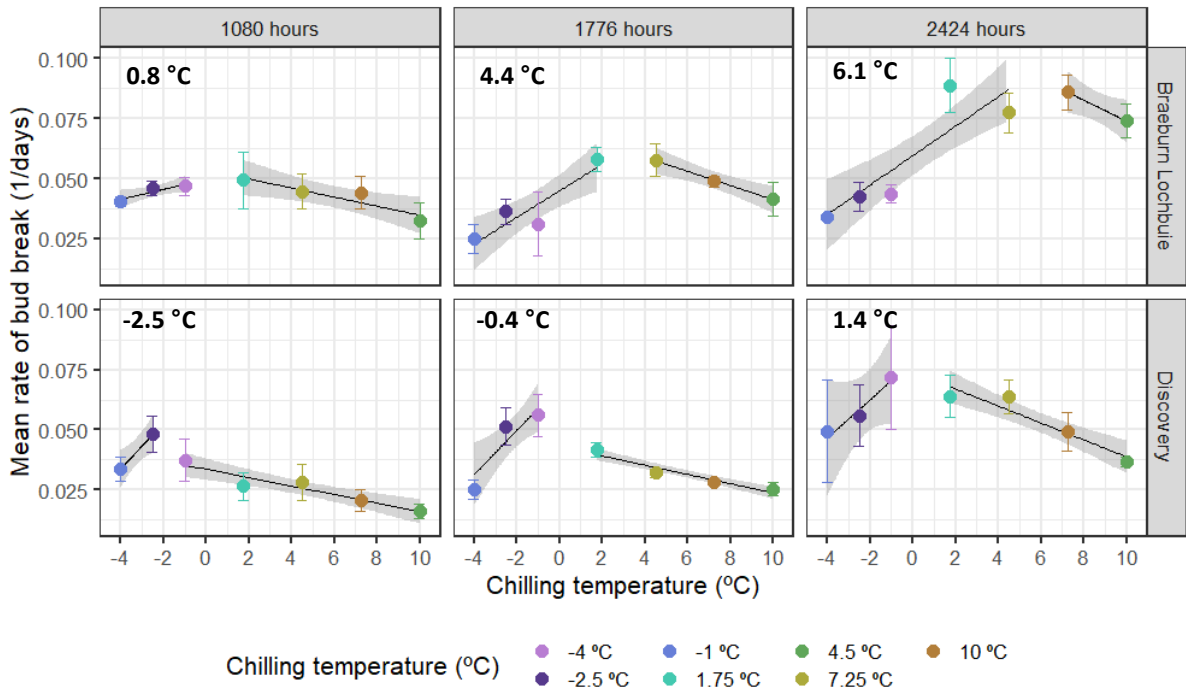 1080 hours
1776 hours
2424 hours
Mean rate of bud break (1/days)
0.100
0.075
0.050
0.025
0.8 °C
4.4 °C
6.1 °C
Braeburn Lochbuie
0.100
0.075
0.050
0.025
-2.5 °C
-0.4 °C
1.4 °C
Discovery
-4 -2 0 2 4 6 8 10
-4 -2 0 2 4 6 8 10
-4 -2 0 2 4 6 8 10
Chilling temperature (ºC)
Chilling temperature (ºC)
-4 ºC -1 ºC 4.5 ºC 10 ºC
-2.5 ºC 1.75 ºC 7.25 ºC